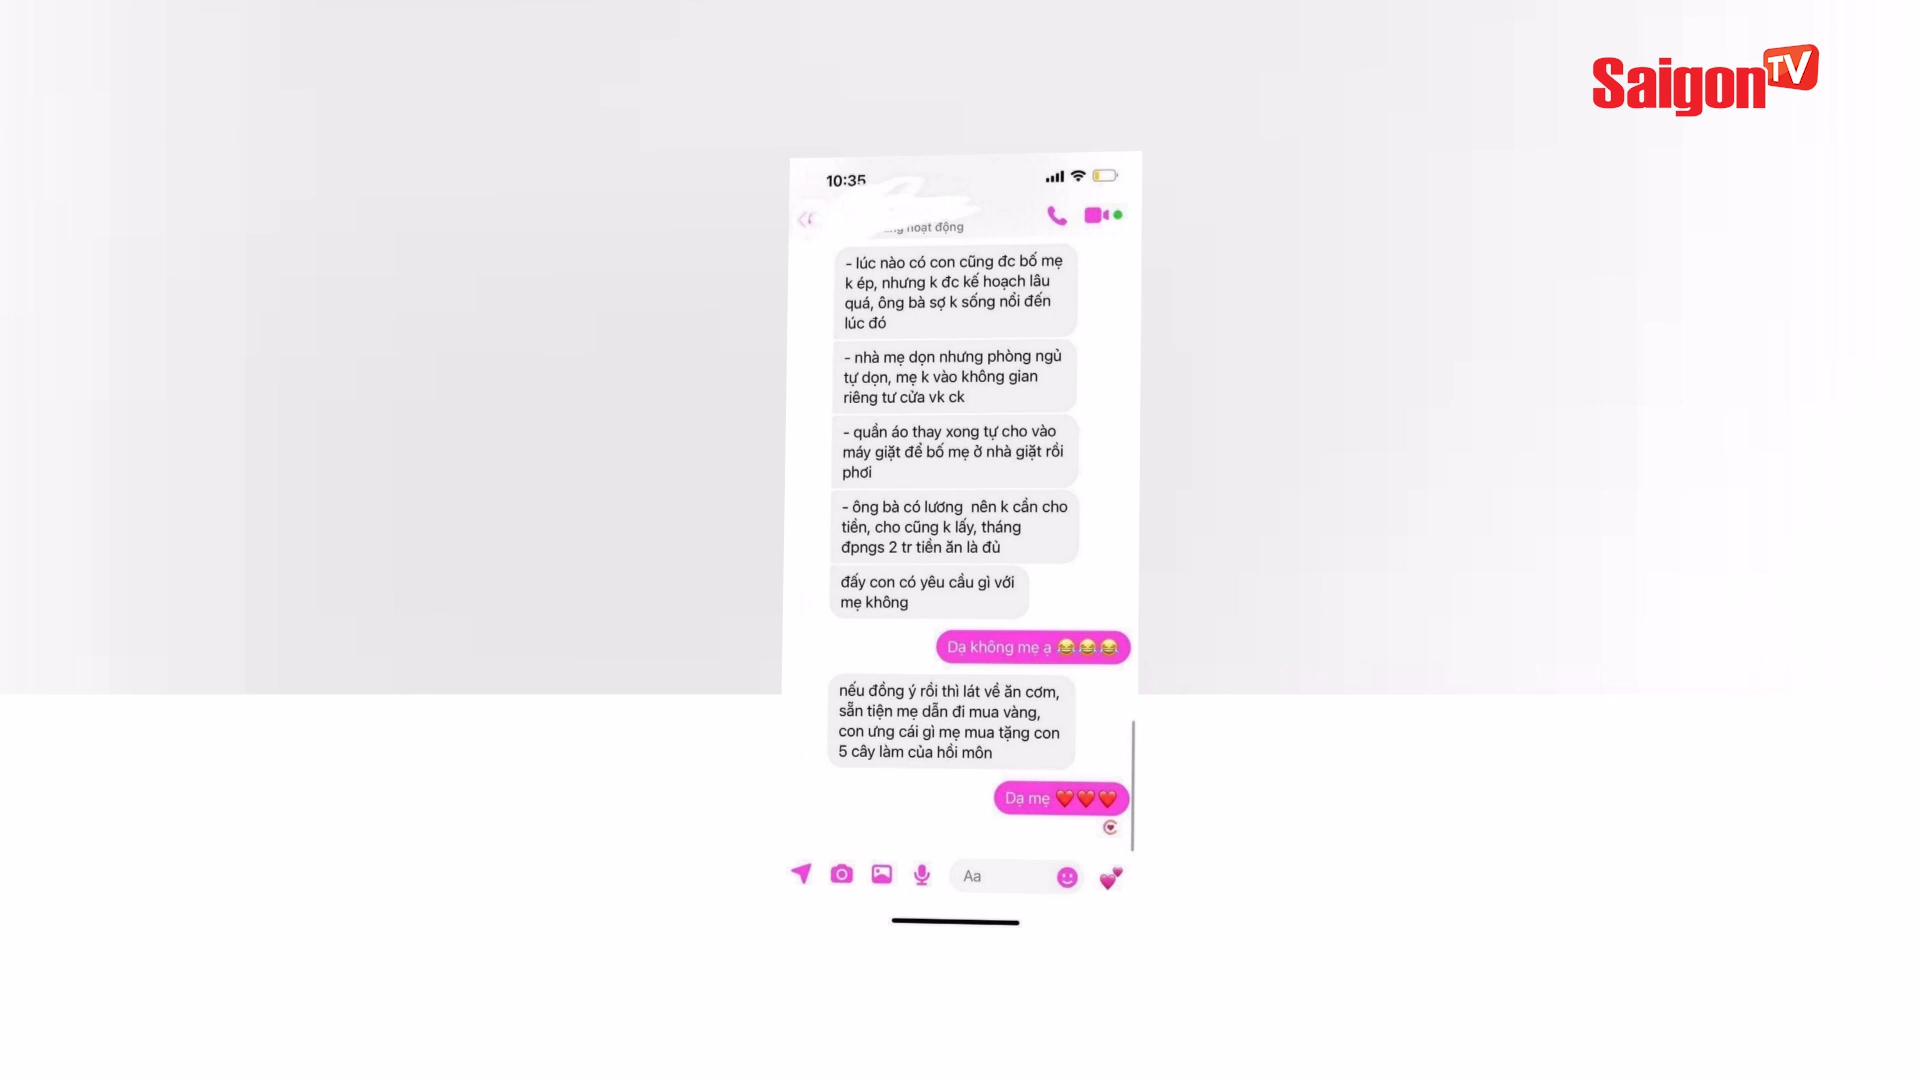 Saigon TV
10:35
hoạt động
- lúc nào có con cũng đc bố mẹ
k ép, nhưng k đc kế hoạch lâu
quá, ông bà sợ k sống nổi đến
lúc đó
- nhà mẹ dọn nhưng phòng ngủ
tự dọn, mẹ k vào không gian
riêng tư cửa vk ck
- quần áo thay xong tự cho vào
máy giặt để bố mẹ ở nhà giặt rồi
phơi
- ông bà có lương nên k cần cho
tiền, cho cũng k lấy, tháng
đpngs 2 tr tiền ăn là đủ
đấy con có yêu cầu gì với
mẹ không
Dạ không mẹ ạ 😂😂😂
nếu đồng ý rồi thì lát về ăn cơm,
sẵn tiện mẹ dẫn đi mua vàng,
con ưng cái gì mẹ mua tặng con
5 cây làm của hồi môn
Dạ mẹ ❤️❤️❤️
Aa